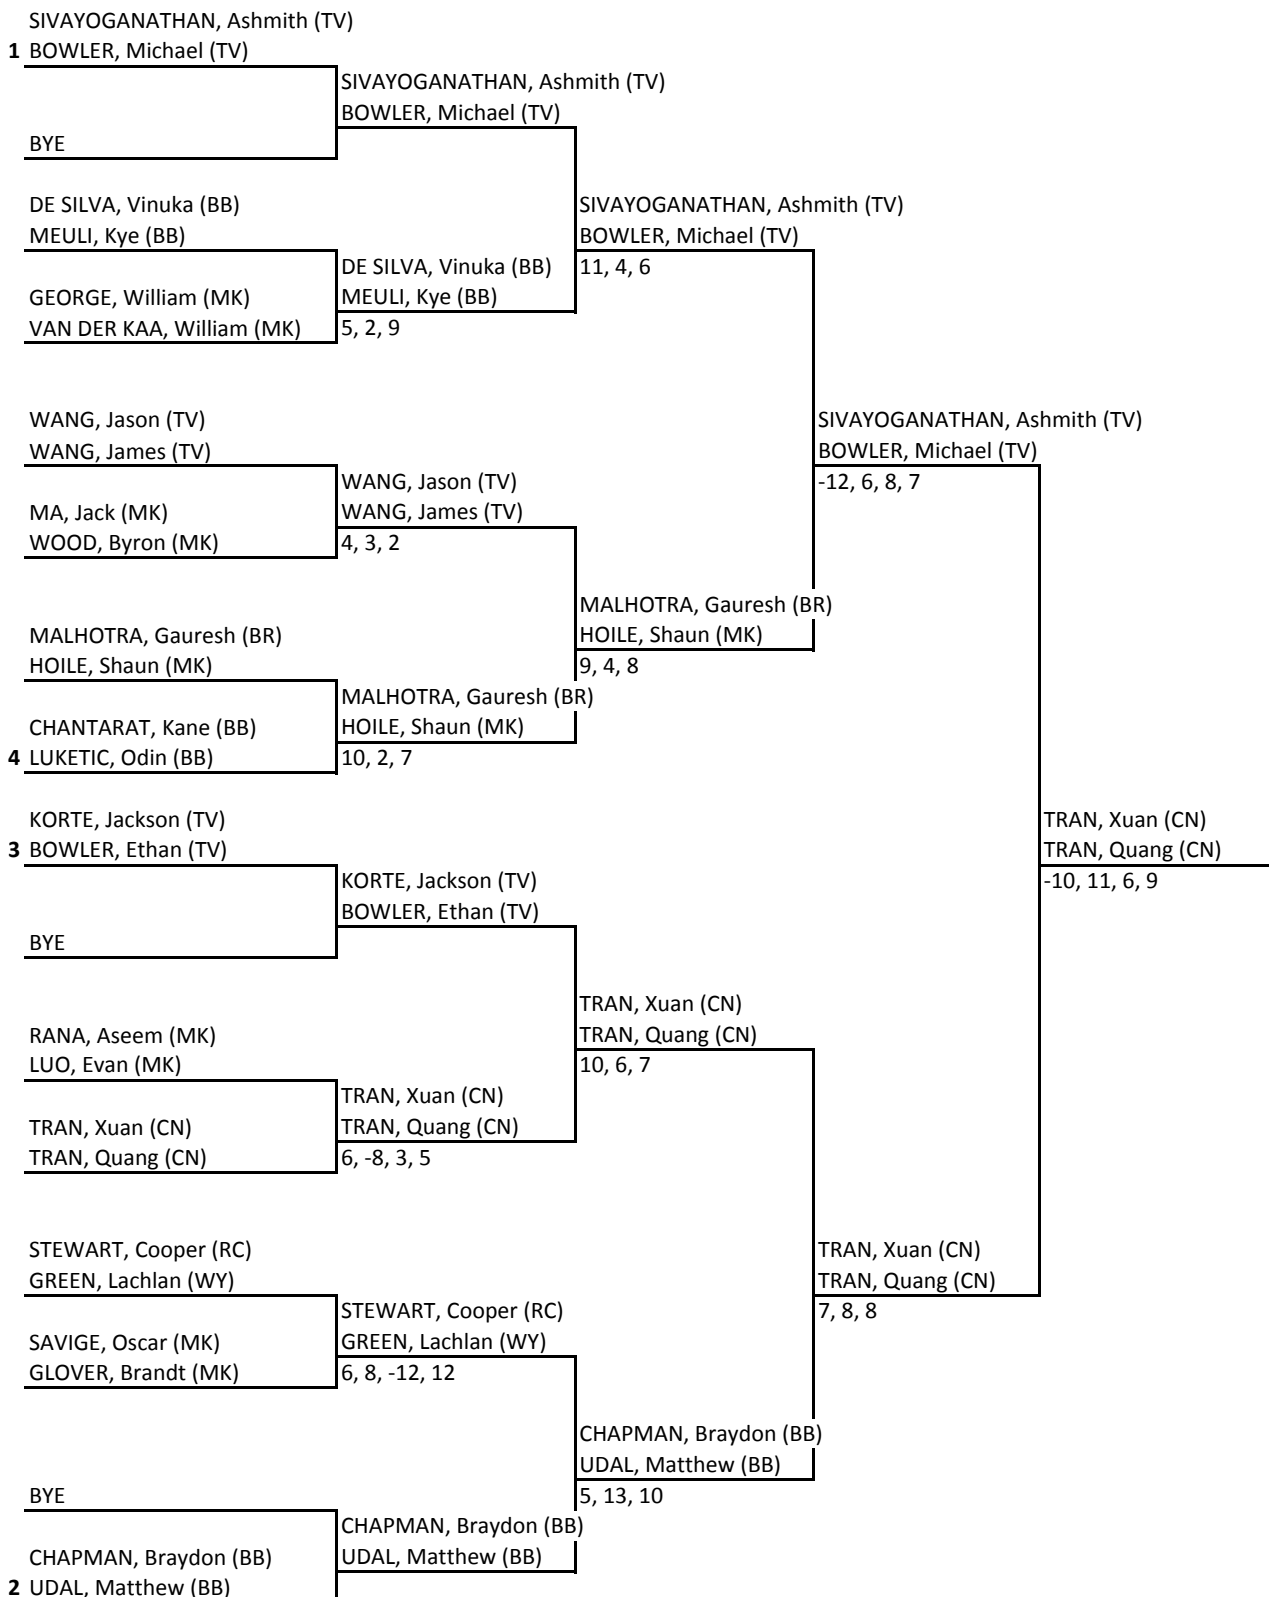 SIVAYOGANATHAN, Ashmith (TV)
1 BOWLER, Michael (TV)
SIVAYOGANATHAN, Ashmith (TV)
BOWLER, Michael (TV)
BYE
DE SILVA, Vinuka (BB)
SIVAYOGANATHAN, Ashmith (TV)
MEULI, Kye (BB)
BOWLER, Michael (TV)
DE SILVA, Vinuka (BB)
11, 4, 6
GEORGE, William (MK)
MEULI, Kye (BB)
VAN DER KAA, William (MK)
5, 2, 9
WANG, Jason (TV)
SIVAYOGANATHAN, Ashmith (TV)
WANG, James (TV)
BOWLER, Michael (TV)
WANG, Jason (TV)
-12, 6, 8, 7
MA, Jack (MK)
WANG, James (TV)
WOOD, Byron (MK)
4, 3, 2
MALHOTRA, Gauresh (BR)
MALHOTRA, Gauresh (BR)
HOILE, Shaun (MK)
HOILE, Shaun (MK)
9, 4, 8
MALHOTRA, Gauresh (BR)
CHANTARAT, Kane (BB)
HOILE, Shaun (MK)
4 LUKETIC, Odin (BB)
10, 2, 7
KORTE, Jackson (TV)
TRAN, Xuan (CN)
3 BOWLER, Ethan (TV)
TRAN, Quang (CN)
KORTE, Jackson (TV)
-10, 11, 6, 9
BOWLER, Ethan (TV)
BYE
TRAN, Xuan (CN)
RANA, Aseem (MK)
TRAN, Quang (CN)
LUO, Evan (MK)
10, 6, 7
TRAN, Xuan (CN)
TRAN, Xuan (CN)
TRAN, Quang (CN)
TRAN, Quang (CN)
6, -8, 3, 5
STEWART, Cooper (RC)
TRAN, Xuan (CN)
GREEN, Lachlan (WY)
TRAN, Quang (CN)
STEWART, Cooper (RC)
7, 8, 8
SAVIGE, Oscar (MK)
GREEN, Lachlan (WY)
GLOVER, Brandt (MK)
6, 8, -12, 12
CHAPMAN, Braydon (BB)
UDAL, Matthew (BB)
BYE
5, 13, 10
CHAPMAN, Braydon (BB)
CHAPMAN, Braydon (BB)
UDAL, Matthew (BB)
2 UDAL, Matthew (BB)